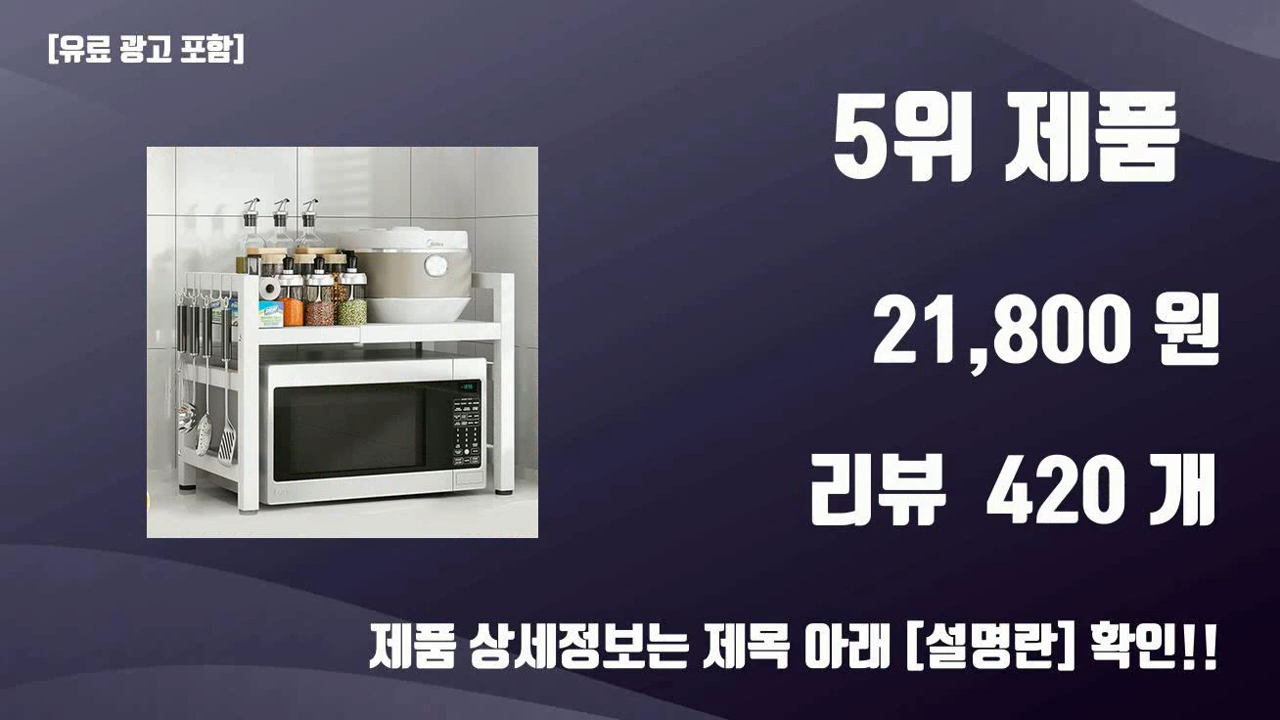 [유료 광고 포함]
5위 제품
21,800 원
리뷰 420 개
제품 상세정보는 제목 아래 [설명란] 확인!!